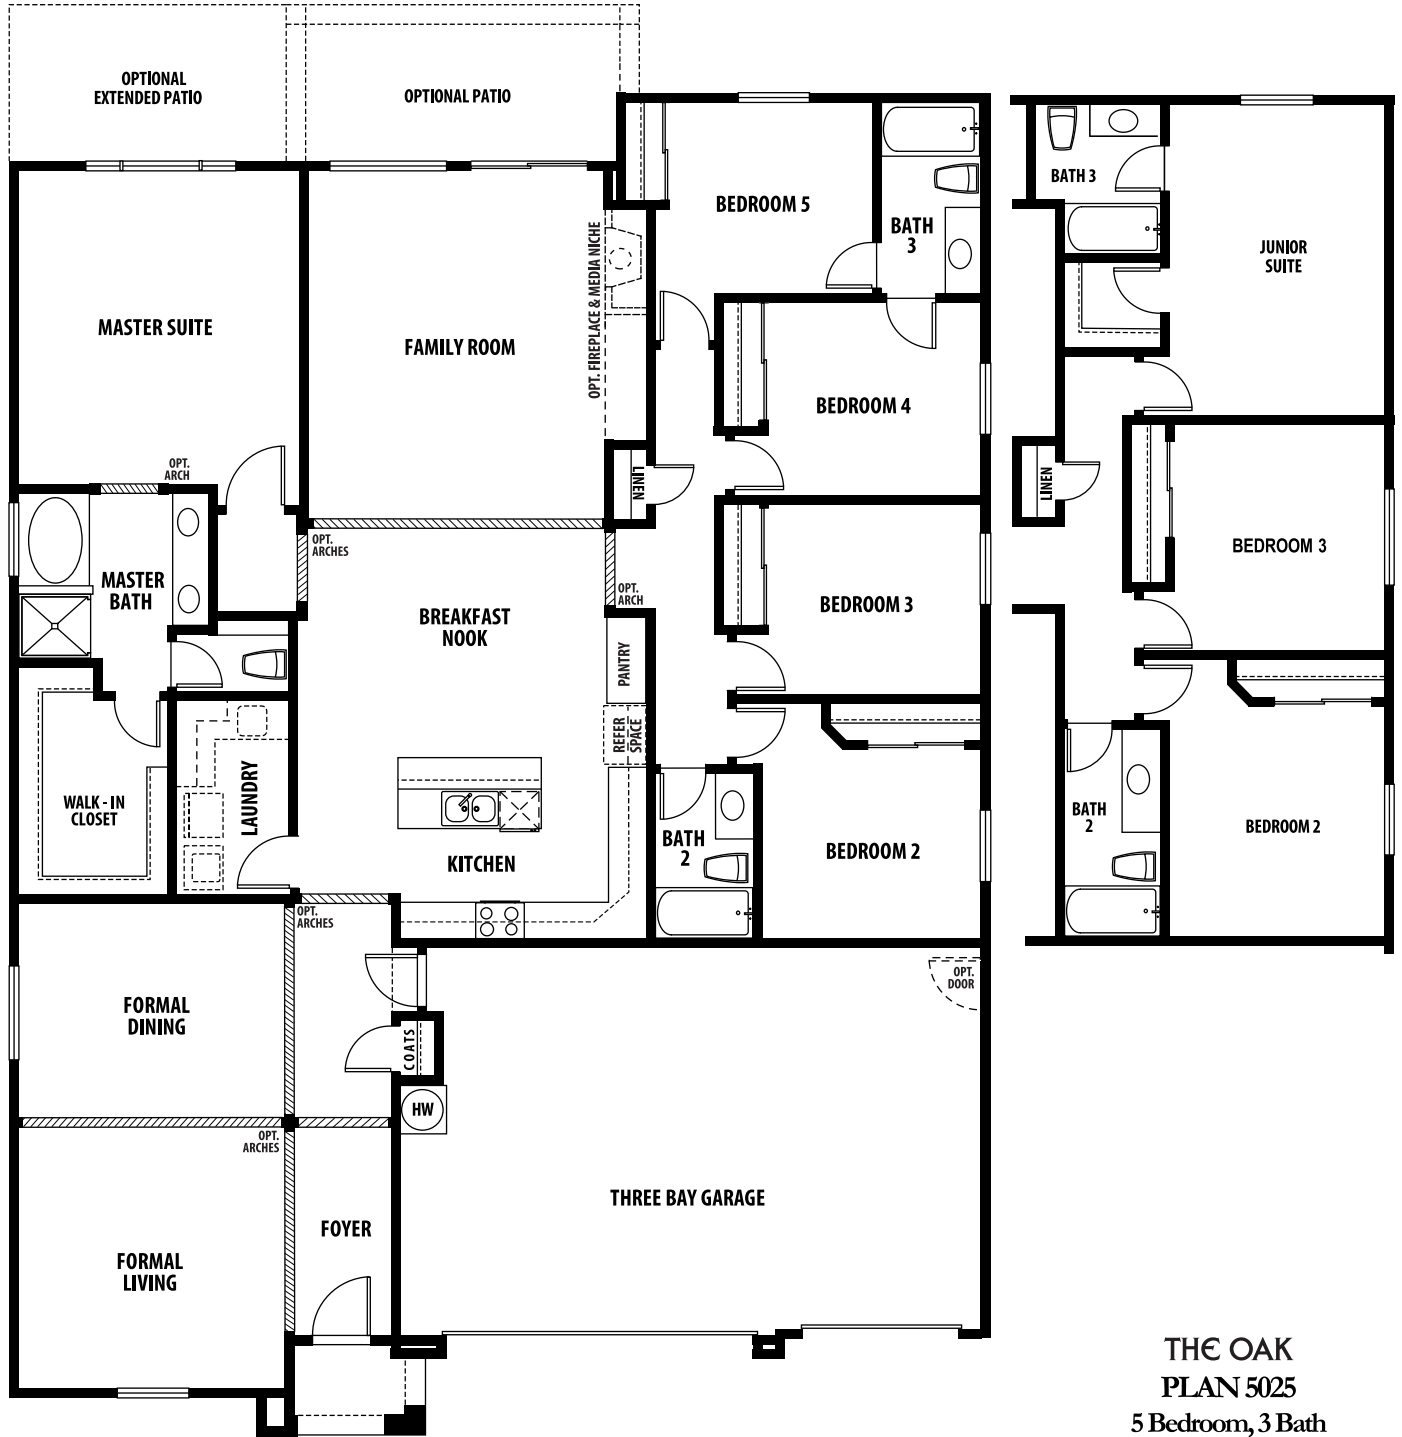 OPTIONAL
EXTENDED PATIO
OPTIONAL PATIO
MASTER SUITE
FAMILY ROOM
OPT. FIREPLACE & MEDIA NICHE
BEDROOM 5
BATH
3
BEDROOM 4
LINEN
OPT.
ARCH
MASTER
BATH
OPT.
ARCHES
OPT.
ARCH
BREAKFAST
NOOK
BEDROOM 3
PANTRY
REFER
SPACE
WALK - IN
CLOSET
LAUNDRY
KITCHEN
BATH
2
BEDROOM 2
OPT.
ARCHES
FORMAL
DINING
COATS
HW
OPT.
DOOR
OPT.
ARCHES
THREE BAY GARAGE
FOYER
FORMAL
LIVING
BATH 3
JUNIOR
SUITE
LINEN
BEDROOM 3
BATH
2
BEDROOM 2
THE OAK
PLAN 5025
5 Bedroom, 3 Bath